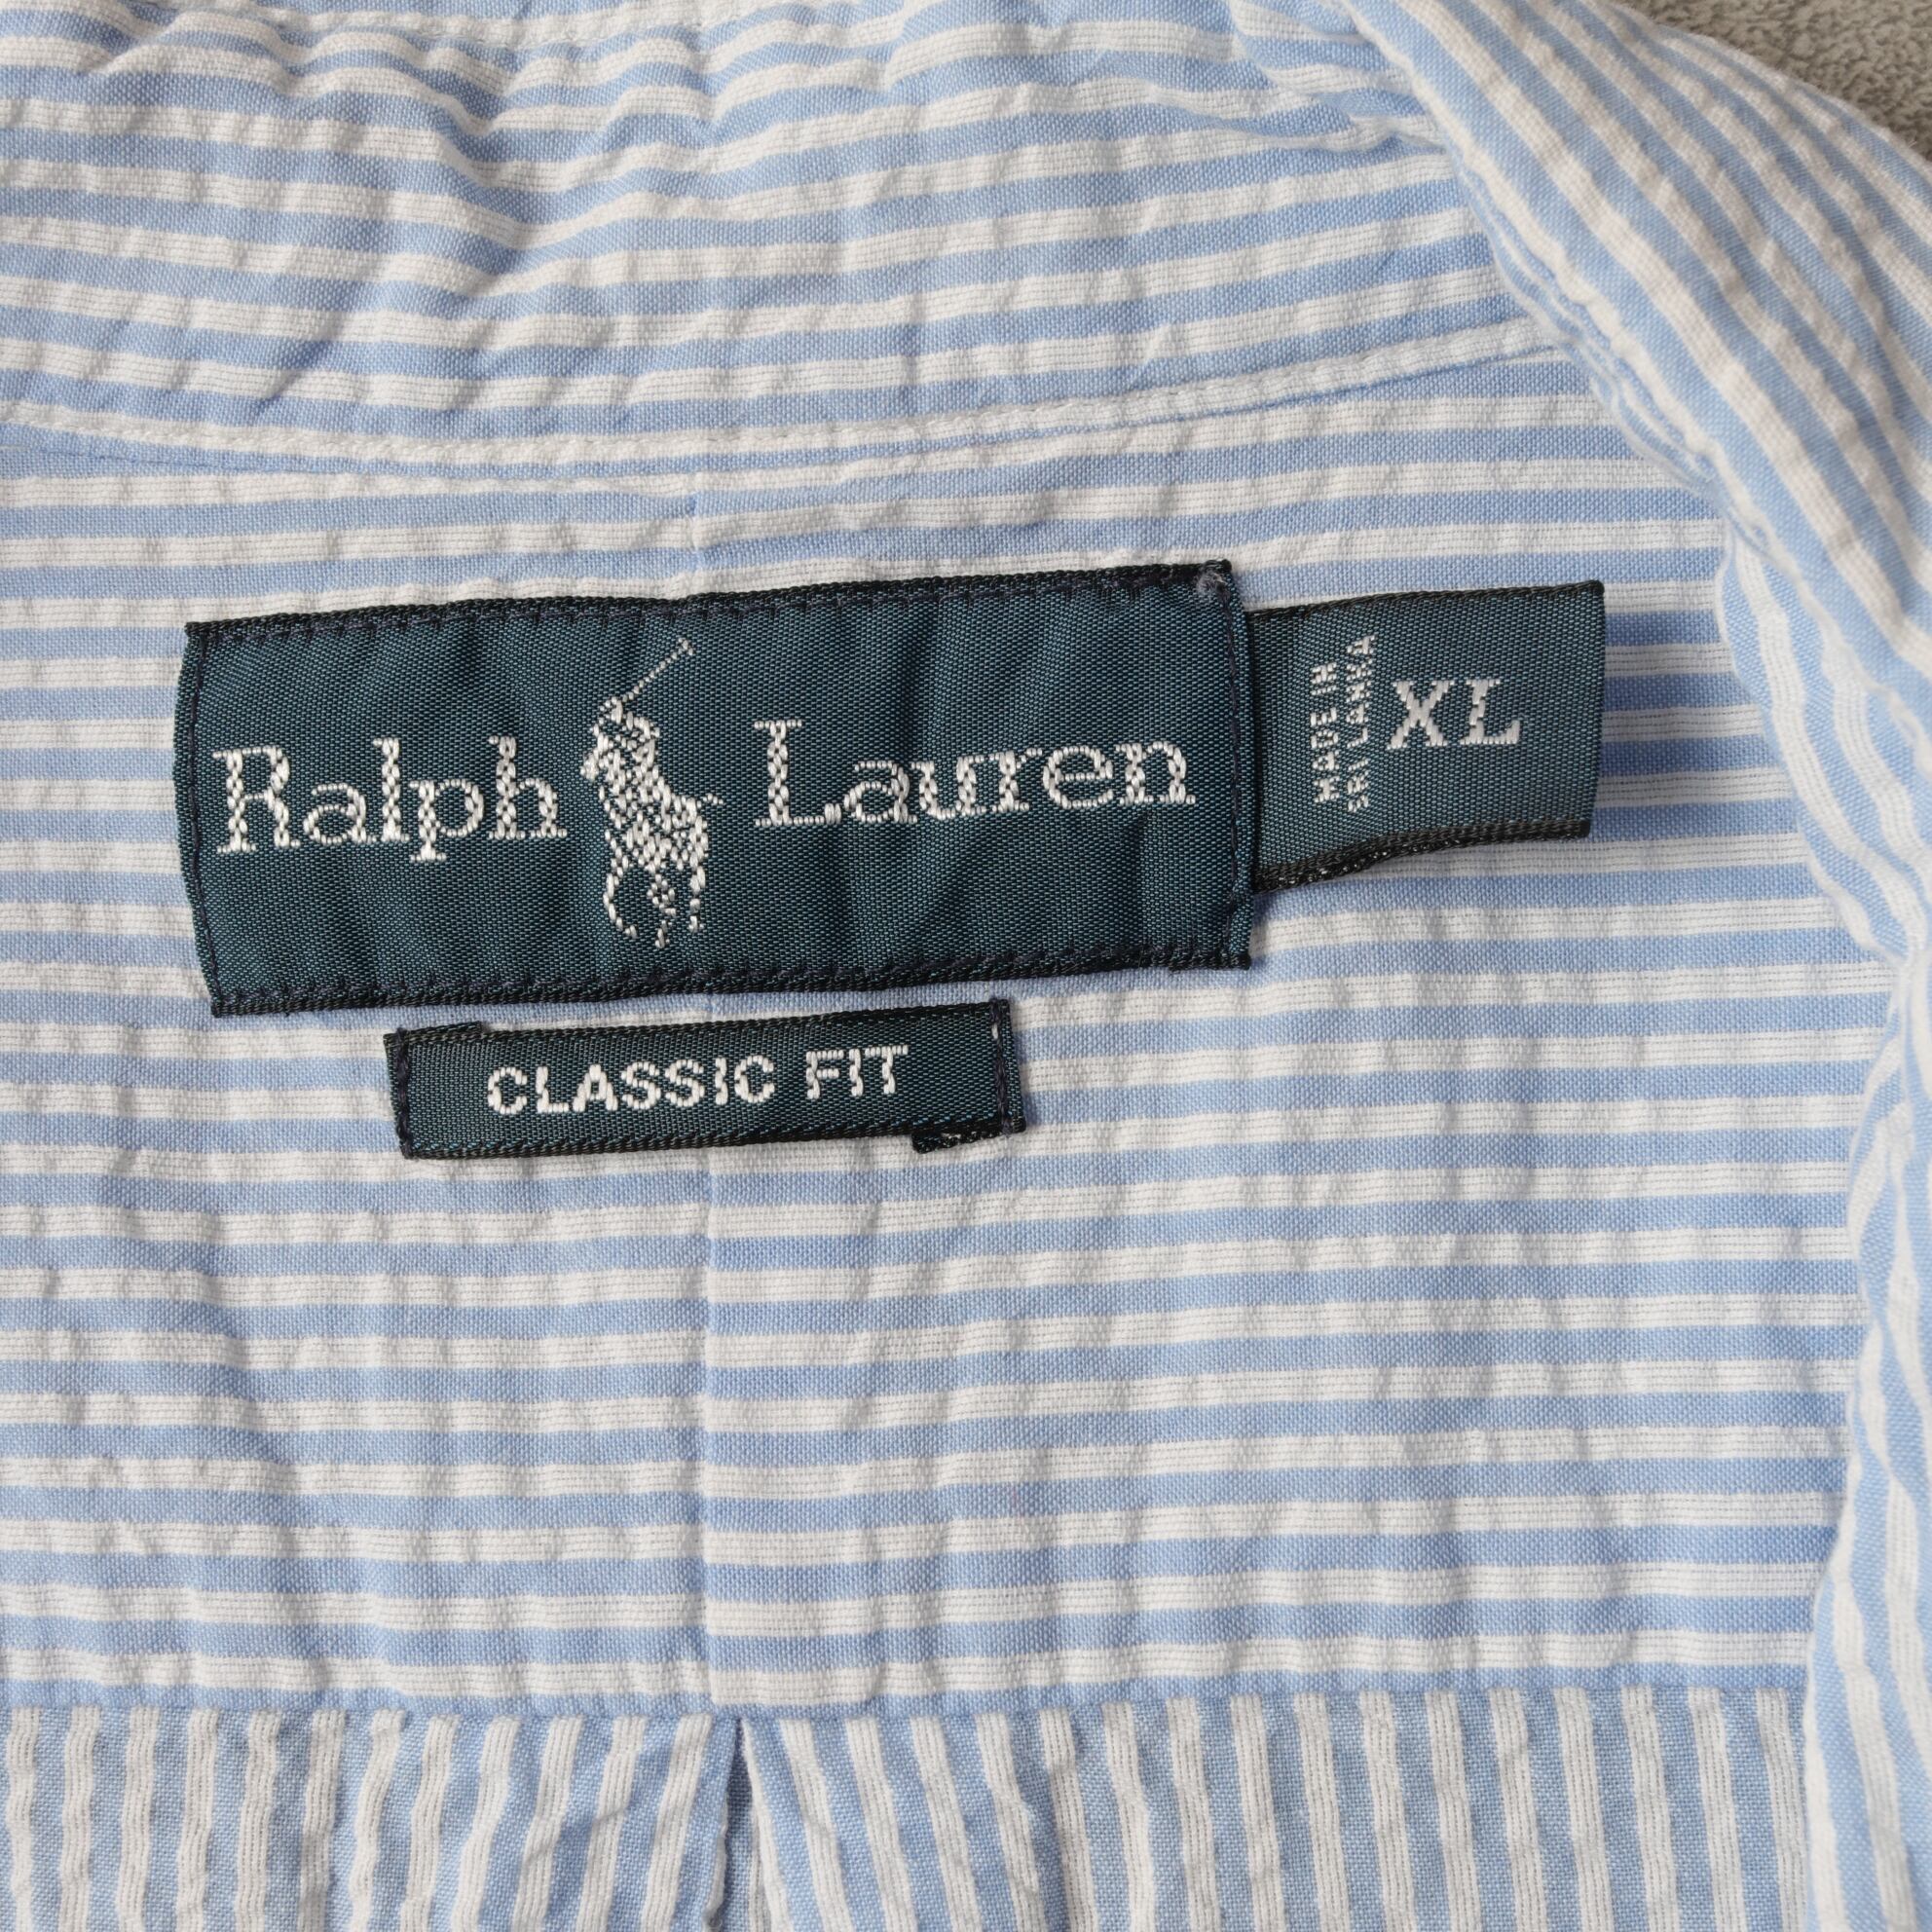 Ralph Lauren
MADE IN
SRI LANKA
XL
CLASSIC FIT